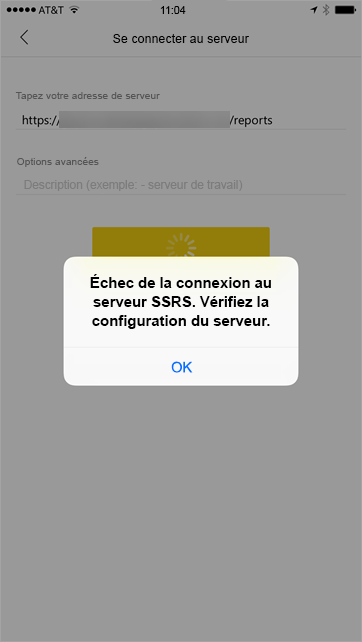 AT&T 11:04
Se connecter au serveur
Tapez votre adresse de serveur
https:// /reports
Options avancées
Description (exemple: - serveur de travail)
Échec de la connexion au
serveur SSRS. Vérifiez la
configuration du serveur.
OK